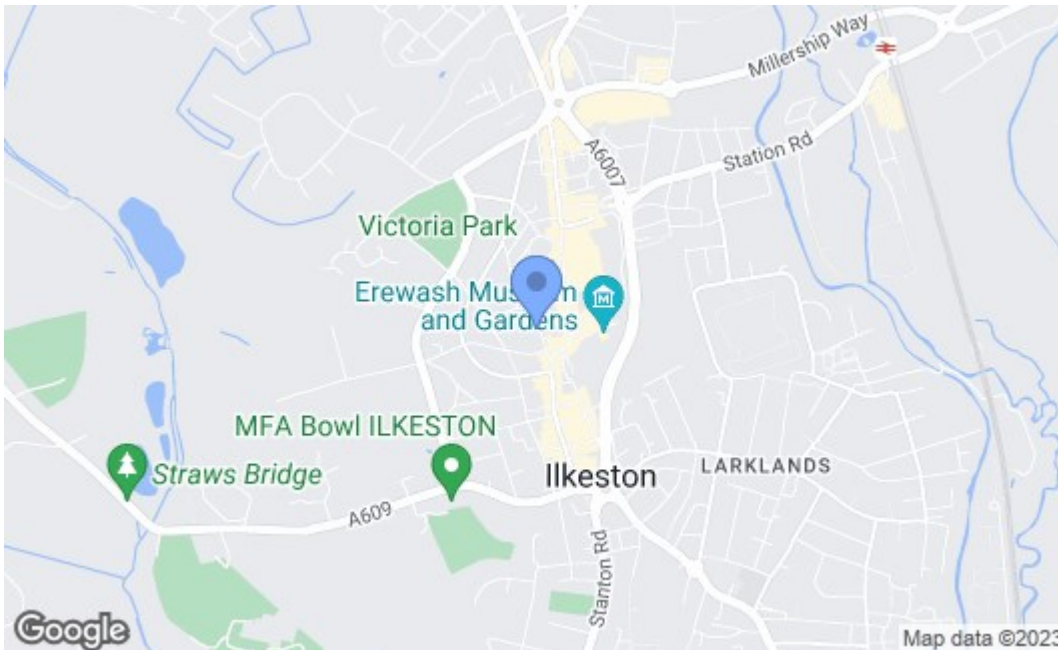 Millership Way
A6007
Station Rd
Victoria Park
Erewash Museum
and Gardens
MFA Bowl ILKESTON
Straws Bridge
Ilkeston
LARKLANDS
A609
Stanton Rd
Google
Map data ©2023